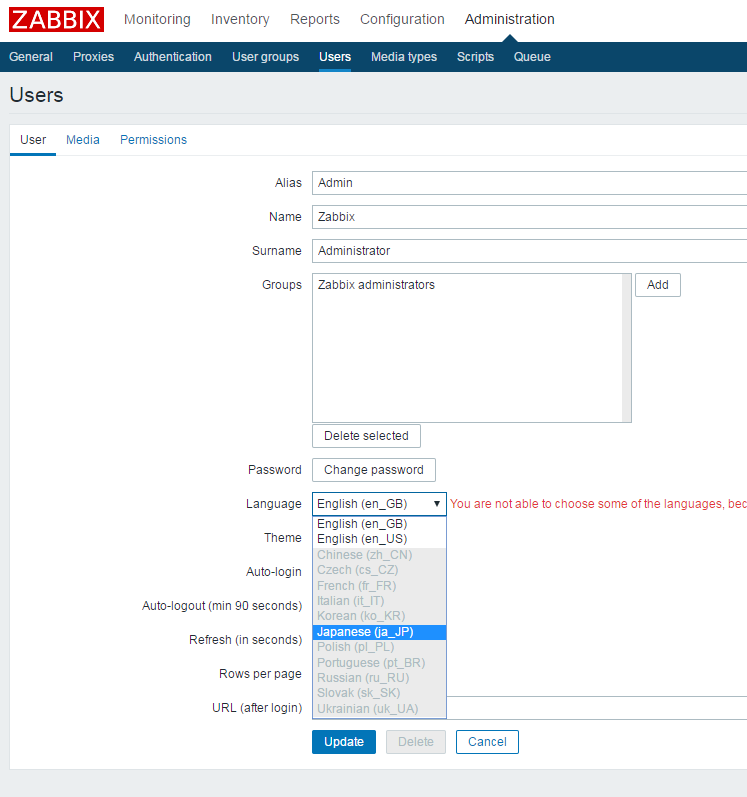 ZABBIX Monitoring Inventory Reports Configuration Administration
General Proxies Authentication User groups Users Media types Scripts Queue
Users
User Media Permissions
Alias Admin
Name Zabbix
Surname Administrator
Groups Zabbix administrators Add
Delete selected
Password Change password
Language English (en_GB) ▼ You are not able to choose some of the languages, bec
English (en_GB)
Theme English (en_US)
Chinese (zh_CN)
Auto-login Czech (cs_CZ)
French (fr_FR)
Italian (it_IT)
Auto-logout (min 90 seconds) Korean (ko_KR)
Japanese (ja_JP)
Refresh (in seconds) Polish (pl_PL)
Portuguese (pt_BR)
Rows per page Russian (ru_RU)
Slovak (sk_SK)
URL (after login) Ukrainian (uk_UA)
Update Delete Cancel